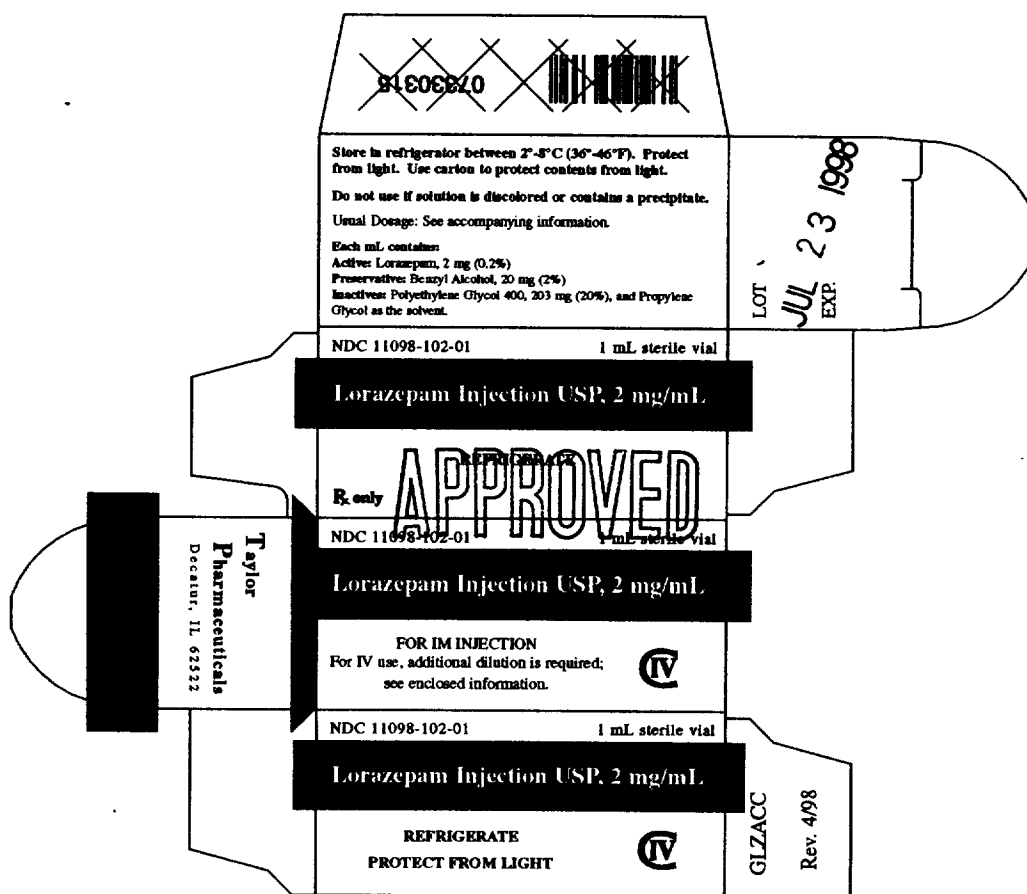 07330316
Store in refrigerator between 2°-8°C (36°-46°F). Protect
from light. Use carton to protect contents from light.
Do not use if solution is discolored or contains a precipitate.
Usual Dosage: See accompanying information.
Each mL contains:
Active: Lorazepam, 2 mg (0.2%)
Preservative: Benzyl Alcohol, 20 mg (2%)
Inactives: Polyethylene Glycol 400, 203 mg (20%), and Propylene
Glycol as the solvent.
LOT
JUL 23 1998
EXP.
NDC 11098-102-01 1 mL sterile vial
Lorazepam Injection USP, 2 mg/mL
REFRIGERATE
APPROVED
℞ only
NDC 11098-102-01 1 mL sterile vial
Lorazepam Injection USP, 2 mg/mL
FOR IM INJECTION
For IV use, additional dilution is required;
see enclosed information.
CIV
Taylor
Pharmaceuticals
Decatur, IL 62522
NDC 11098-102-01 1 mL sterile vial
Lorazepam Injection USP, 2 mg/mL
REFRIGERATE
PROTECT FROM LIGHT
CIV
GLZACC
Rev. 4/98